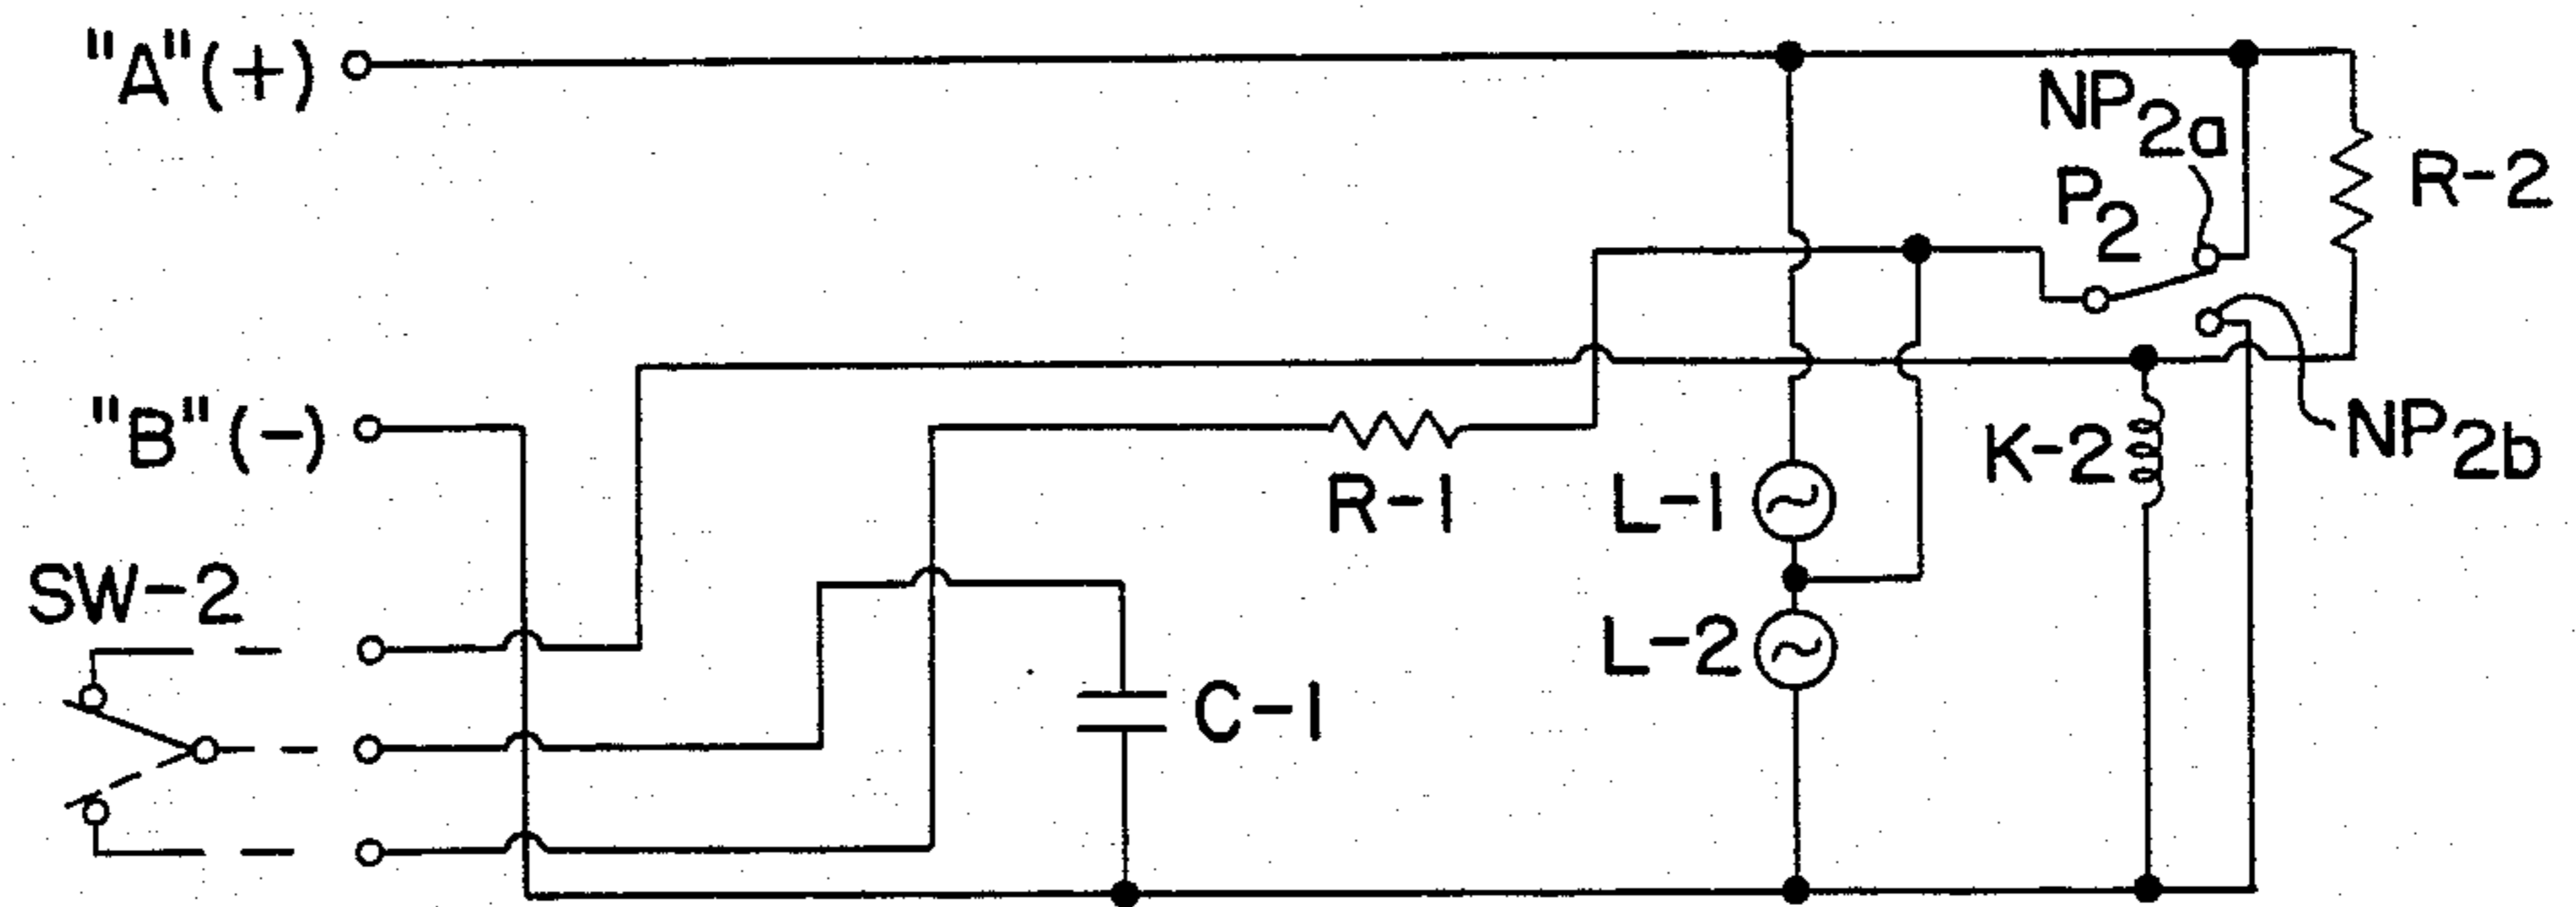 "A"(+)
NP2a
P2
R-2
"B"(-)
K-2
NP2b
R-1
L-1
SW-2
L-2
C-1